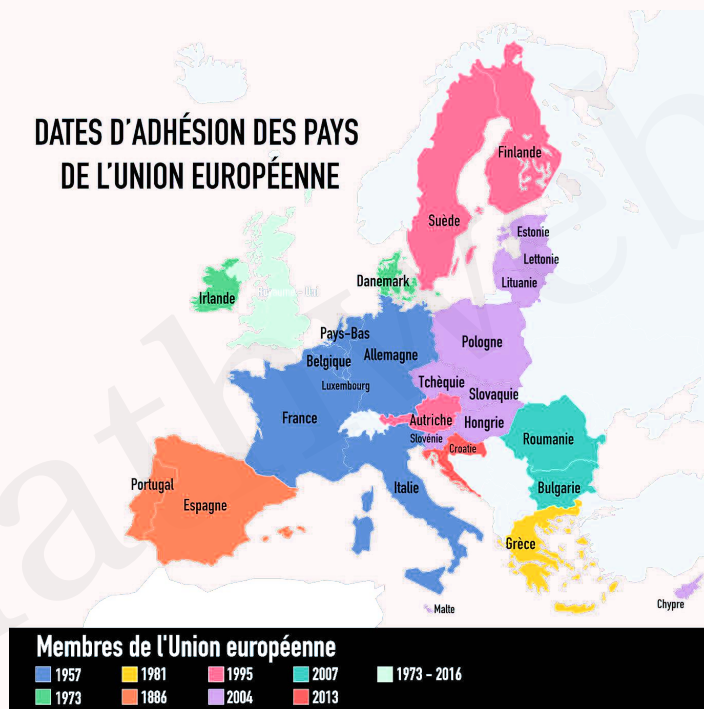 DATES D'ADHÉSION DES PAYS
DE L'UNION EUROPÉENNE
Finlande
Suède
Estonie
Lettonie
Lituanie
Danemark
Irlande
Pays-Bas
Pologne
Belgique
Allemagne
Luxembourg
Tchèquie
Slovaquie
France
Autriche
Hongrie
Slovénie
Croatie
Roumanie
Portugal
Espagne
Italie
Bulgarie
Grèce
Malte
Chypre
Membres de l'Union européenne
1957 1981 1995 2007 1973 - 2016
1973 1886 2004 2013